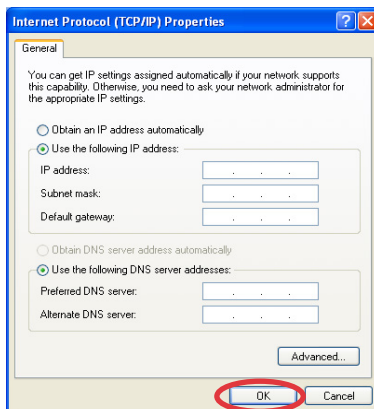 Internet Protocol (TCP/IP) Properties
General
You can get IP settings assigned automatically if your network supports
this capability. Otherwise, you need to ask your network administrator for
the appropriate IP settings.
Obtain an IP address automatically
Use the following IP address:
IP address:
Subnet mask:
Default gateway:
Obtain DNS server address automatically
Use the following DNS server addresses:
Preferred DNS server:
Alternate DNS server:
Advanced...
OK Cancel